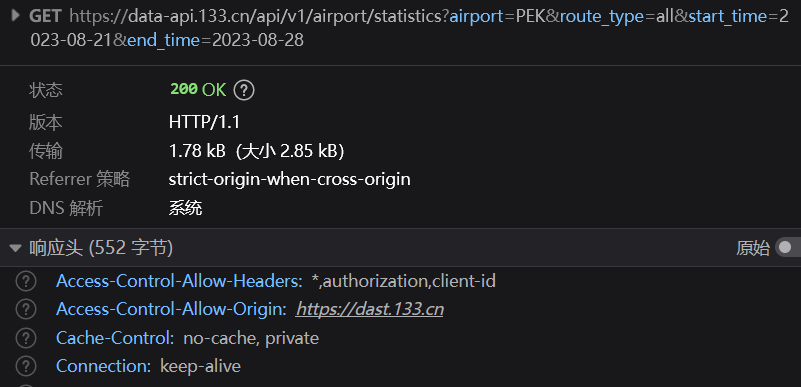 GET https://data-api.133.cn/api/v1/airport/statistics?airport=PEK&route_type=all&start_time=2
023-08-21&end_time=2023-08-28
状态 200 OK ?
版本 HTTP/1.1
传输 1.78 kB（大小 2.85 kB）
Referrer 策略 strict-origin-when-cross-origin
DNS 解析 系统
响应头 (552 字节) 原始
? Access-Control-Allow-Headers: *,authorization,client-id
? Access-Control-Allow-Origin: https://dast.133.cn
? Cache-Control: no-cache, private
? Connection: keep-alive